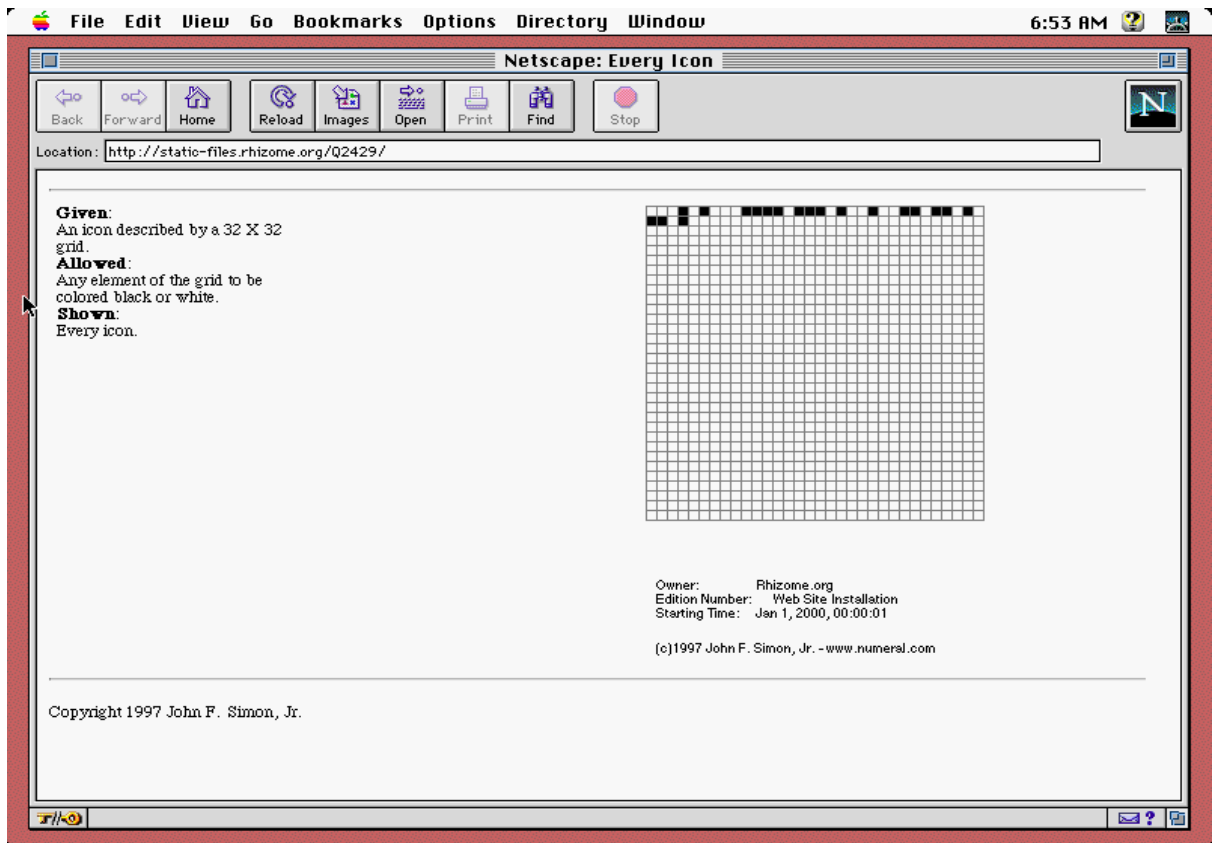 File Edit View Go Bookmarks Options Directory Window 6:53 AM
Netscape: Every Icon
Back Forward Home Reload Images Open Print Find Stop
N
Location: http://static-files.rhizome.org/Q2429/
Given:
An icon described by a 32 X 32
grid.
Allowed:
Any element of the grid to be
colored black or white.
Shown:
Every icon.
Owner: Rhizome.org
Edition Number: Web Site Installation
Starting Time: Jan 1, 2000, 00:00:01
(c)1997 John F. Simon, Jr. - www.numeral.com
Copyright 1997 John F. Simon, Jr.
?